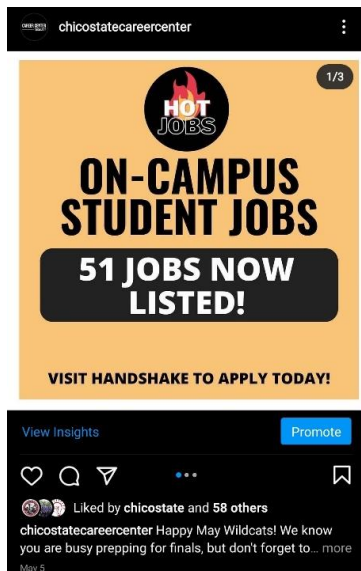 chicostatecareercenter
1/3
HOT
JOBS
ON-CAMPUS
STUDENT JOBS
51 JOBS NOW
LISTED!
VISIT HANDSHAKE TO APPLY TODAY!
View Insights
Promote
Liked by chicostate and 58 others
chicostatecareercenter Happy May Wildcats! We know
you are busy prepping for finals, but don't forget to... more
May 5